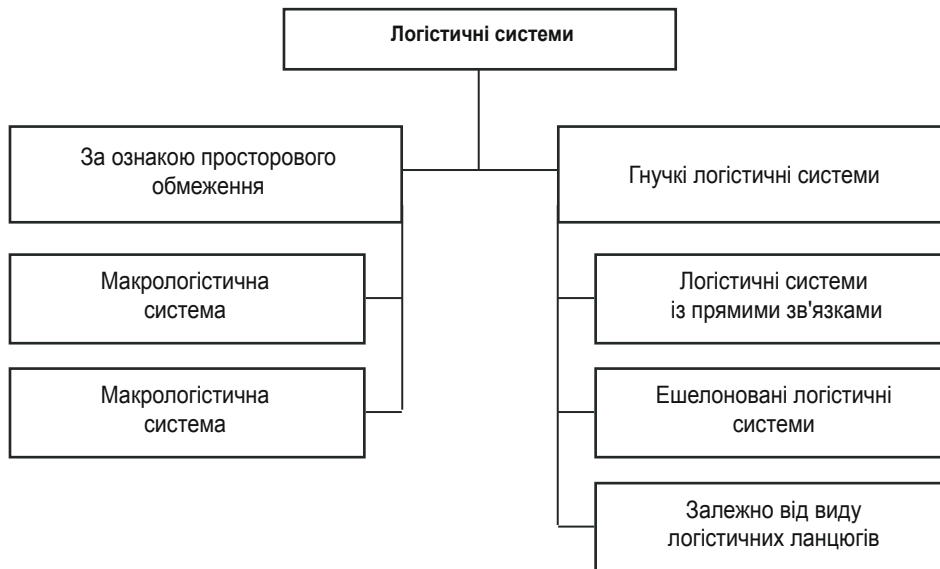 Логістичні системи
За ознакою просторового
обмеження
Макрологістична
система
Макрологістична
система
Гнучкі логістичні системи
Логістичні системи
із прямими зв'язками
Ешелоновані логістичні
системи
Залежно від виду
логістичних ланцюгів